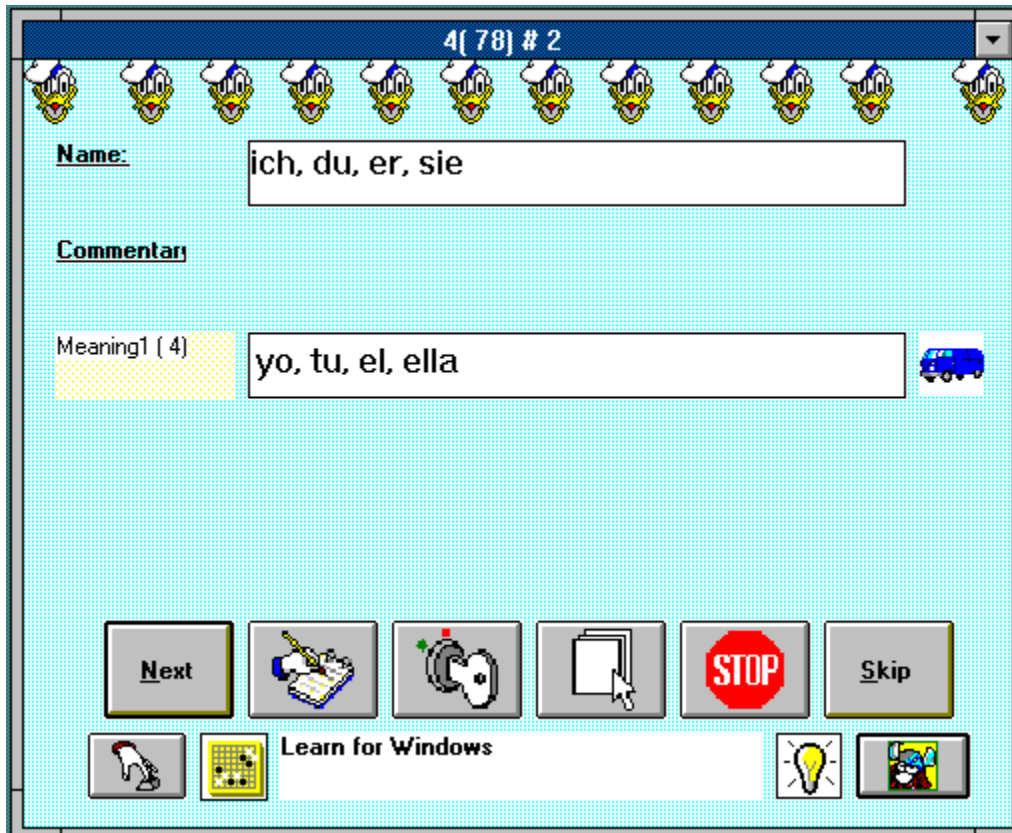 4( 78) # 2
Name:
ich, du, er, sie
Commentary
Meaning1 ( 4)
yo, tu, el, ella
Next
STOP
Skip
Learn for Windows